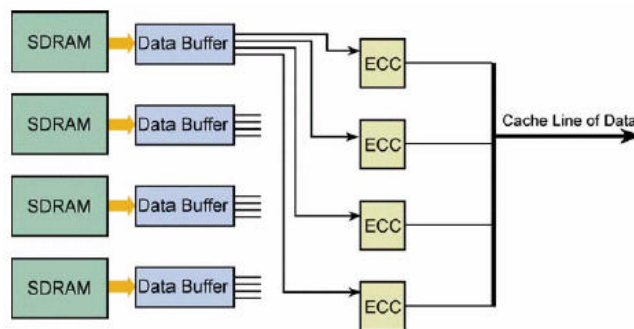 SDRAM
Data Buffer
ECC
SDRAM
Data Buffer
ECC
Cache Line of Data
SDRAM
Data Buffer
ECC
SDRAM
Data Buffer
ECC